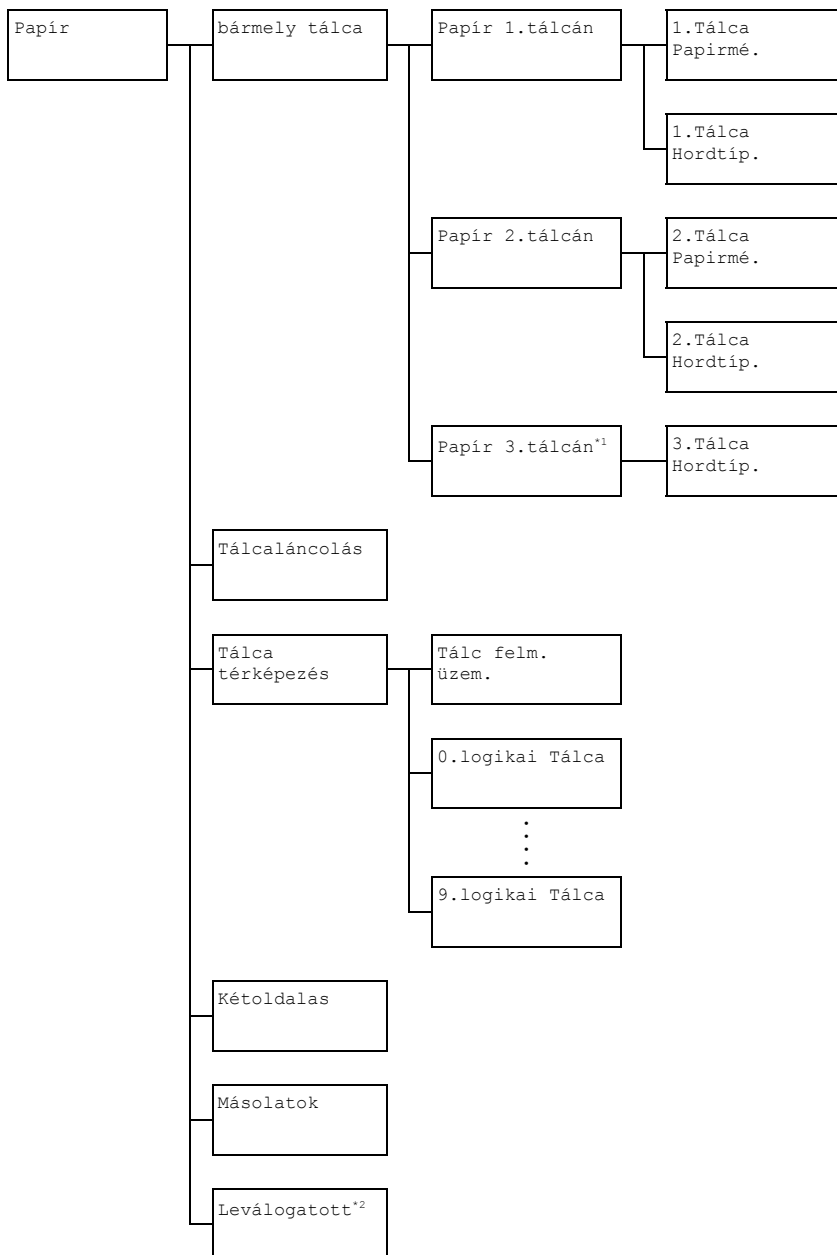 Papír
bármely tálca
Papír 1.tálcán
1.Tálca
Papirmé.
1.Tálca
Hordtíp.
Papír 2.tálcán
2.Tálca
Papirmé.
2.Tálca
Hordtíp.
Papír 3.tálcán*1
3.Tálca
Hordtíp.
Tálcaláncolás
Tálca
térképezés
Tálc felm.
üzem.
0.logikai Tálca
9.logikai Tálca
Kétoldalas
Másolatok
Leválogatott*2